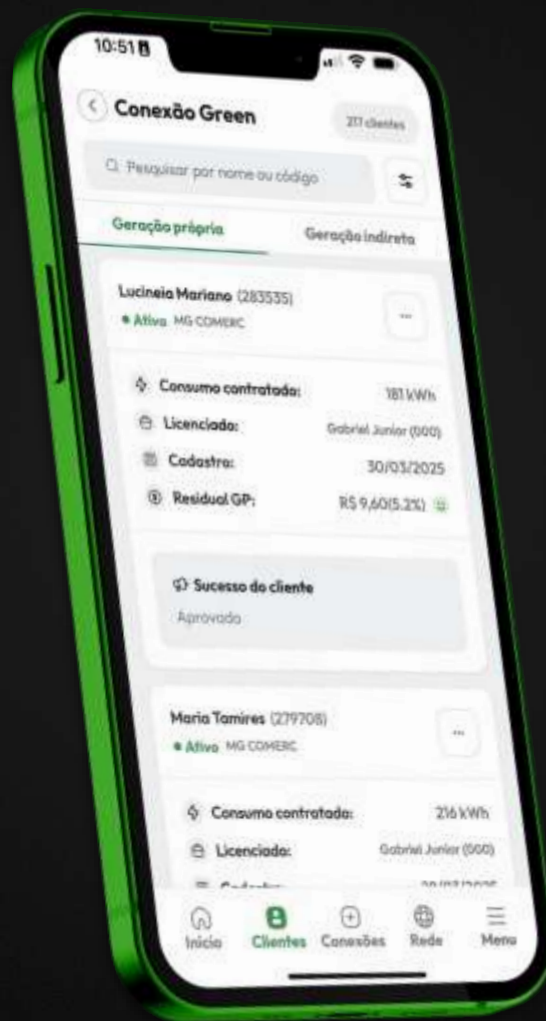 10:51
Conexão Green
217 clientes
Pesquisar por nome ou código
Geração própria
Geração indireta
Lucineia Mariano (283535)
Ativo MG COMERC
...
Consumo contratado: 181 kWh
Licenciado: Gabriel Junior (000)
Cadastro: 30/03/2025
Residual GP: R$ 9,60(5.2%)
Sucesso do cliente
Aprovado
Maria Tamires (279708)
Ativo MG COMERC
...
Consumo contratado: 216 kWh
Licenciado: Gabriel Junior (000)
Início
Clientes
Conexões
Rede
Menu